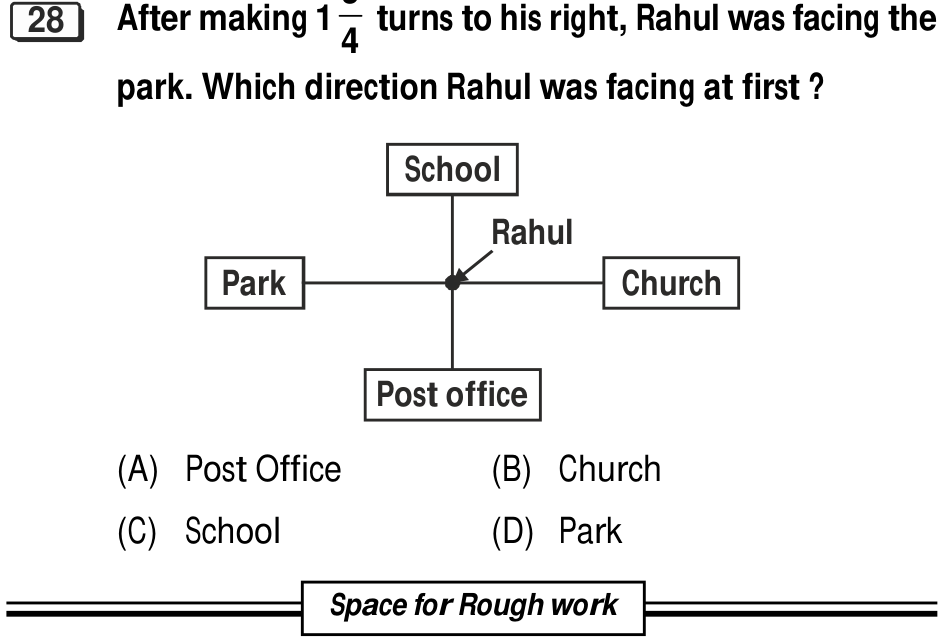 28 After making 1 /4 turns to his right, Rahul was facing the
park. Which direction Rahul was facing at first ?
School
Rahul
Park Church
Post office
(A) Post Office (B) Church
(C) School (D) Park
Space for Rough work